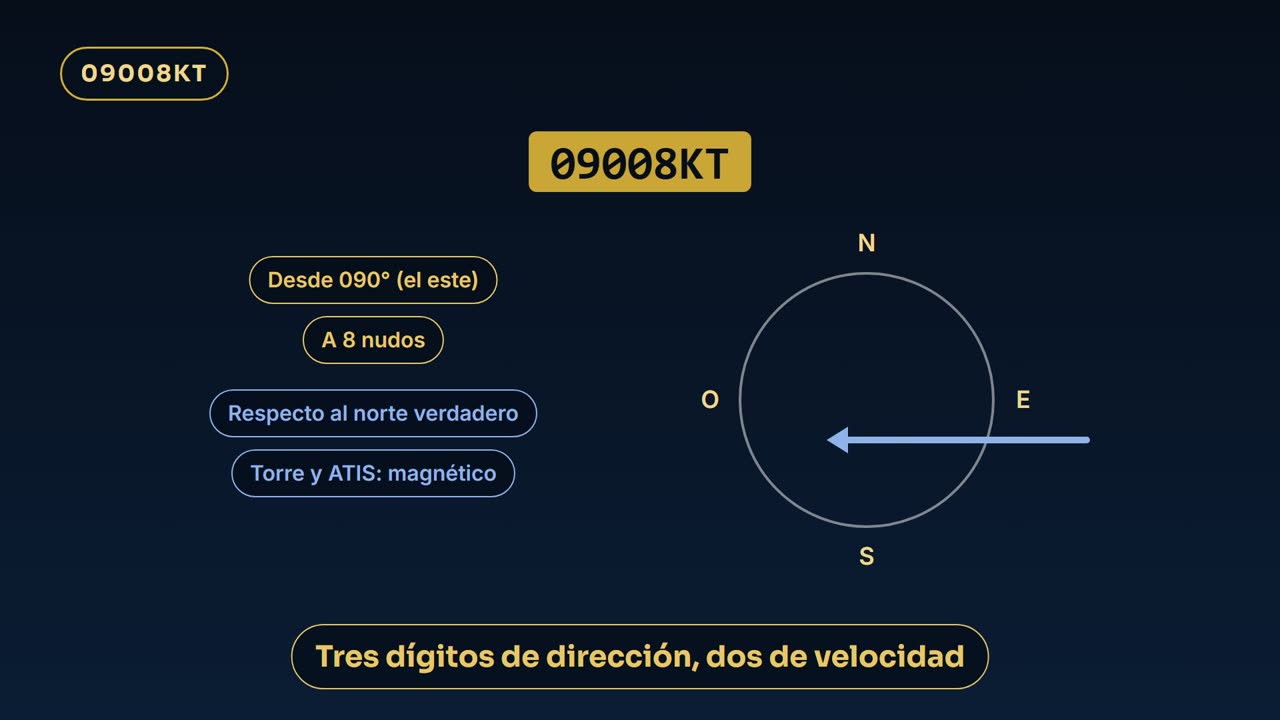 09008KT
09008KT
Desde 090° (el este)
A 8 nudos
Respecto al norte verdadero
Torre y ATIS: magnético
N
O
E
S
Tres dígitos de dirección, dos de velocidad